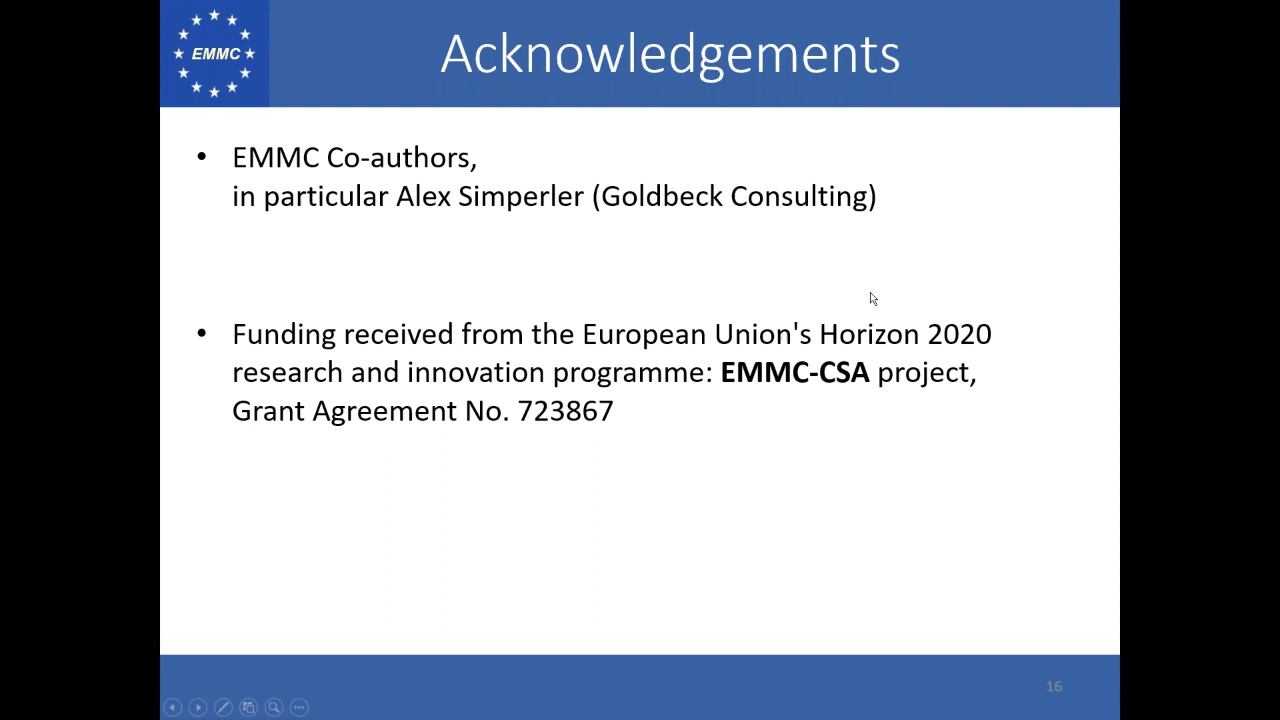 EMMC
Acknowledgements
• EMMC Co-authors,
in particular Alex Simperler (Goldbeck Consulting)
• Funding received from the European Union's Horizon 2020
research and innovation programme: EMMC-CSA project,
Grant Agreement No. 723867
16